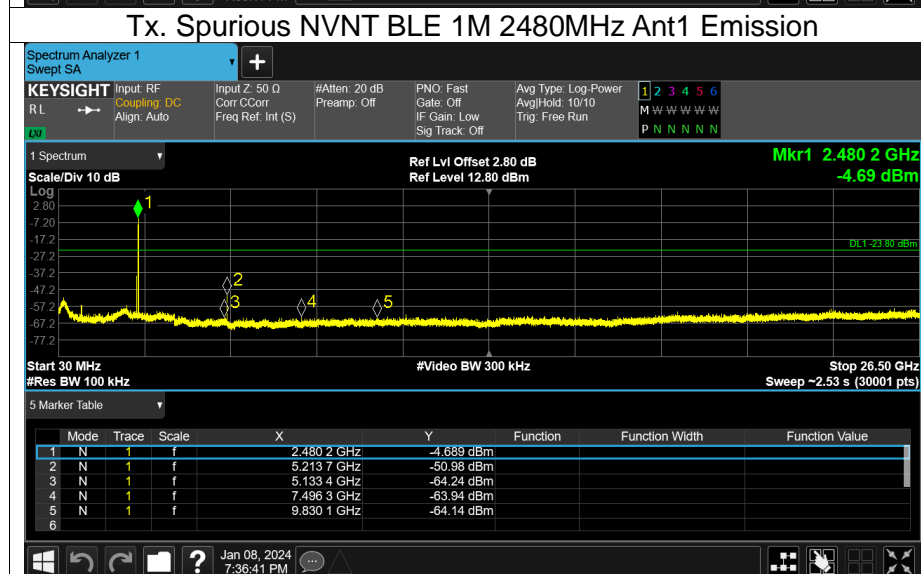 Tx. Spurious NVNT BLE 1M 2480MHz Ant1 Emission
Spectrum Analyzer 1
Swept SA
+
KEYSIGHT
R L
LXI
Input: RF
Coupling: DC
Align: Auto
Input Z: 50 Ω
Corr CCorr
Freq Ref: Int (S)
#Atten: 20 dB
Preamp: Off
PNO: Fast
Gate: Off
IF Gain: Low
Sig Track: Off
Avg Type: Log-Power
Avg|Hold: 10/10
Trig: Free Run
1 2 3 4 5 6
M W W W W W
P N N N N N
1 Spectrum
Scale/Div 10 dB
Ref Lvl Offset 2.80 dB
Ref Level 12.80 dBm
Mkr1 2.480 2 GHz
-4.69 dBm
Log
2.80
-7.20
-17.2
-27.2
-37.2
-47.2
-57.2
-67.2
-77.2
1
DL1 -23.80 dBm
2
3
4
5
Start 30 MHz
#Video BW 300 kHz
Stop 26.50 GHz
#Res BW 100 kHz
Sweep ~2.53 s (30001 pts)
5 Marker Table
Mode Trace Scale X Y Function Function Width Function Value
1 N 1 f 2.480 2 GHz -4.689 dBm
2 N 1 f 5.213 7 GHz -50.98 dBm
3 N 1 f 5.133 4 GHz -64.24 dBm
4 N 1 f 7.496 3 GHz -63.94 dBm
5 N 1 f 9.830 1 GHz -64.14 dBm
6
?
Jan 08, 2024
7:36:41 PM